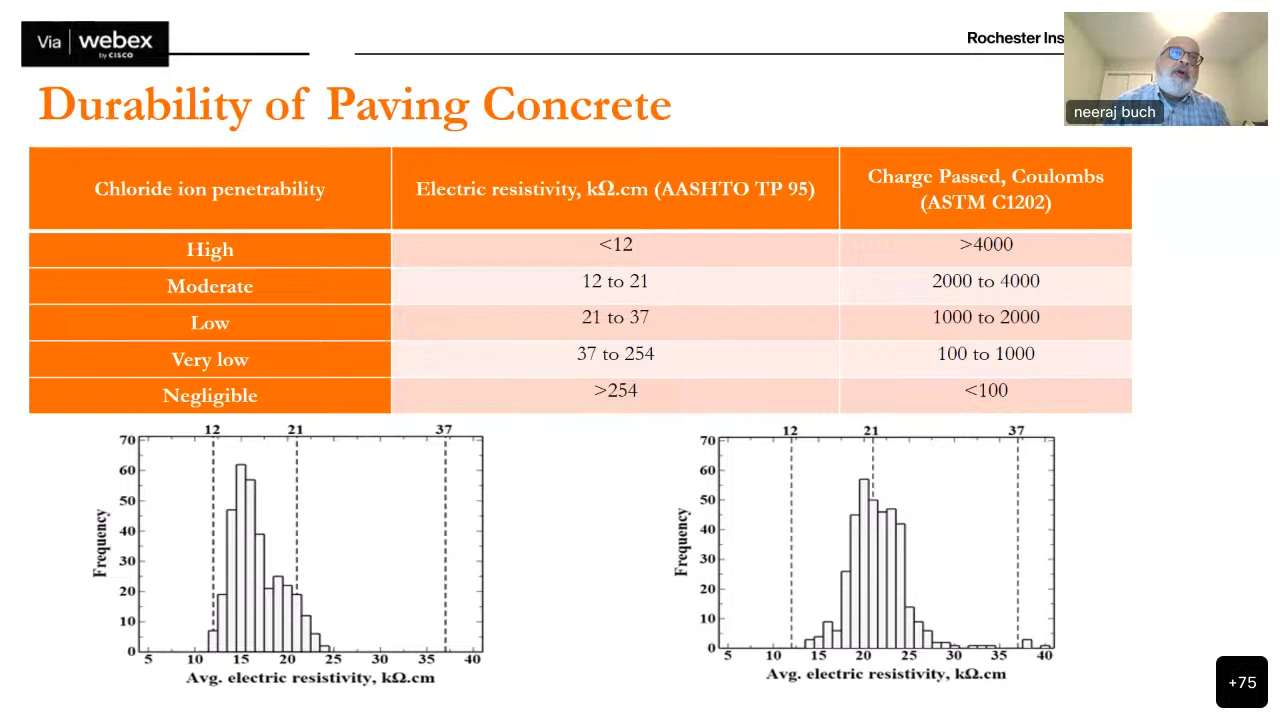 Via webex
by CISCO
Rochester Ins
neeraj buch
Durability of Paving Concrete
Chloride ion penetrability Electric resistivity, kΩ.cm (AASHTO TP 95) Charge Passed, Coulombs (ASTM C1202)
High <12 >4000
Moderate 12 to 21 2000 to 4000
Low 21 to 37 1000 to 2000
Very low 37 to 254 100 to 1000
Negligible >254 <100
12 21 37
70
60
50
40
30
20
10
0
Frequency
5 10 15 20 25 30 35 40
Avg. electric resistivity, kΩ.cm
12 21 37
70
60
50
40
30
20
10
0
Frequency
5 10 15 20 25 30 35 40
Avg. electric resistivity, kΩ.cm
+75